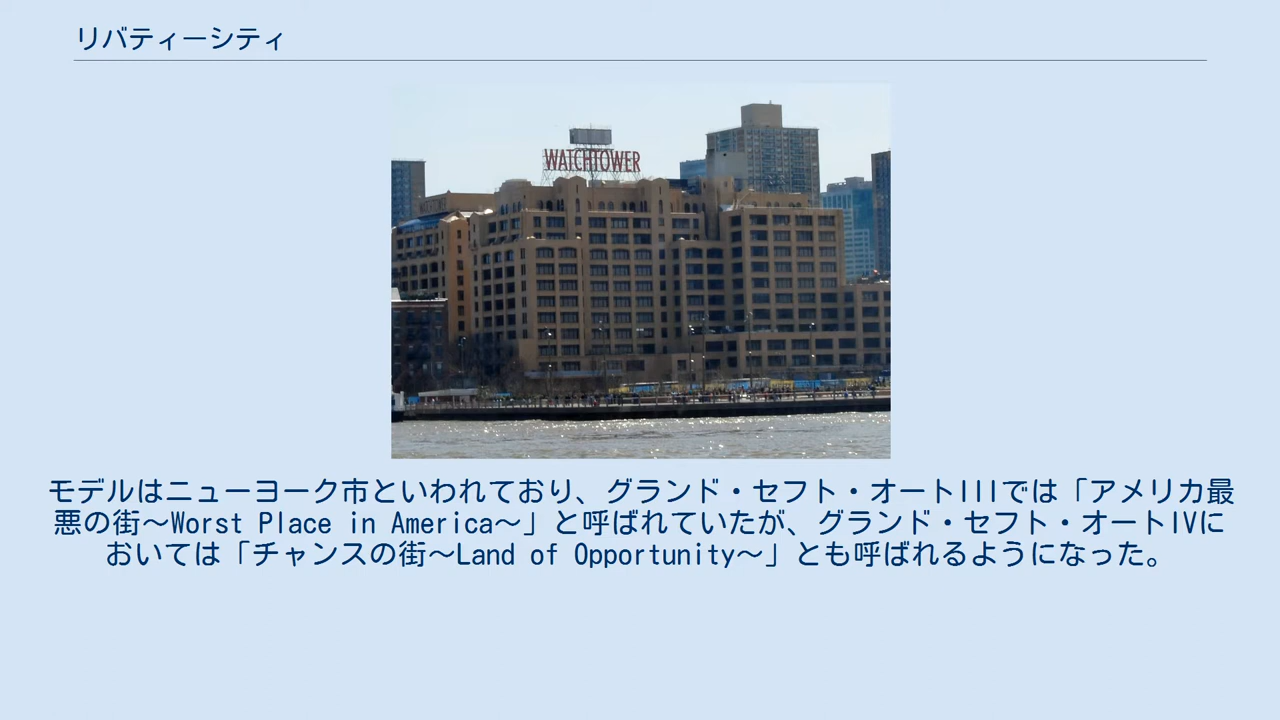 リバティーシティ
WATCHTOWER
モデルはニューヨーク市といわれており、グランド・セフト・オートIIIでは「アメリカ最
悪の街～Worst Place in America～」と呼ばれていたが、グランド・セフト・オートIVに
おいては「チャンスの街～Land of Opportunity～」とも呼ばれるようになった。